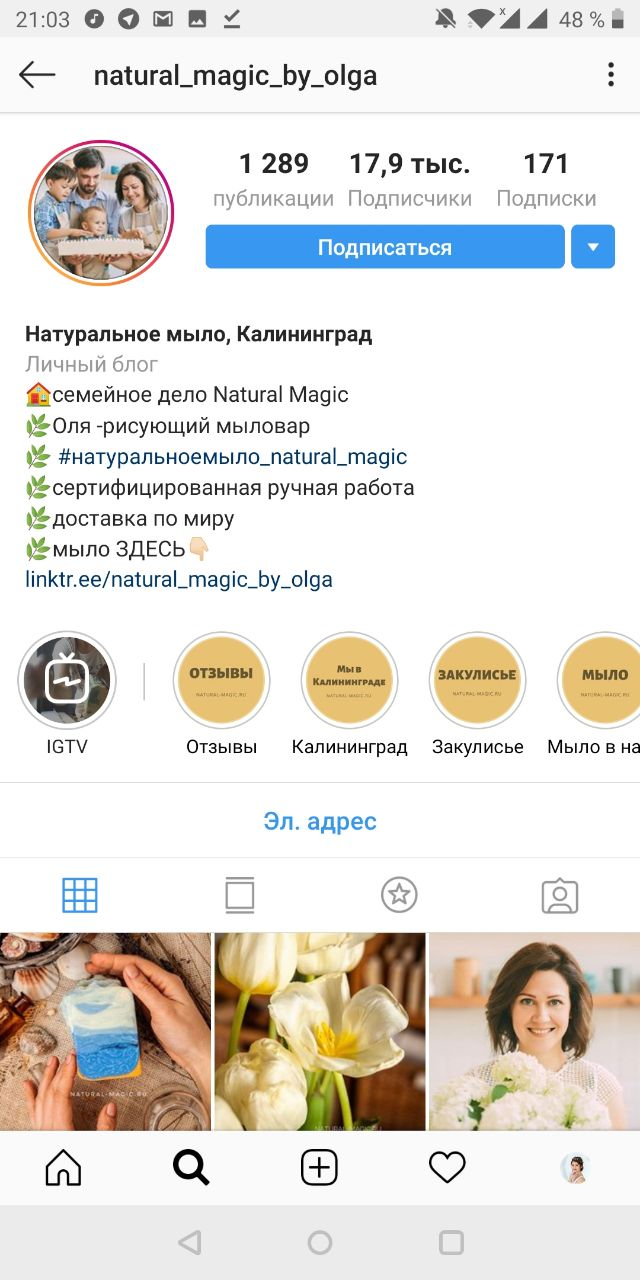 21:03
48 %
natural_magic_by_olga
1 289
17,9 тыс.
171
публикации
Подписчики
Подписки
Подписаться
Натуральное мыло, Калининград
Личный блог
🏠семейное дело Natural Magic
🌿Оля -рисующий мыловар
🌿 #натуральноемыло_natural_magic
🌿сертифицированная ручная работа
🌿доставка по миру
🌿мыло ЗДЕСЬ👇🏻
linktr.ee/natural_magic_by_olga
ОТЗЫВЫ
NATURAL-MAGIC.RU
Мы в
Калининграде
NATURAL-MAGIC.RU
ЗАКУЛИСЬЕ
NATURAL-MAGIC.RU
МЫЛО
NATURAL-MAGIC.RU
IGTV
Отзывы
Калининград
Закулисье
Мыло в на
Эл. адрес
NATURAL-MAGIC.RU